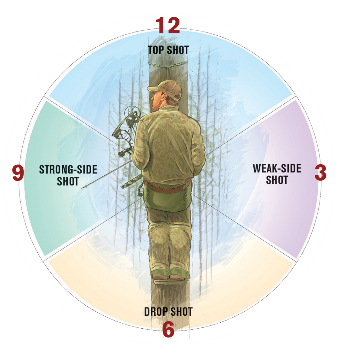 12
TOP SHOT
9
STRONG-SIDE
SHOT
WEAK-SIDE
SHOT
3
DROP SHOT
6